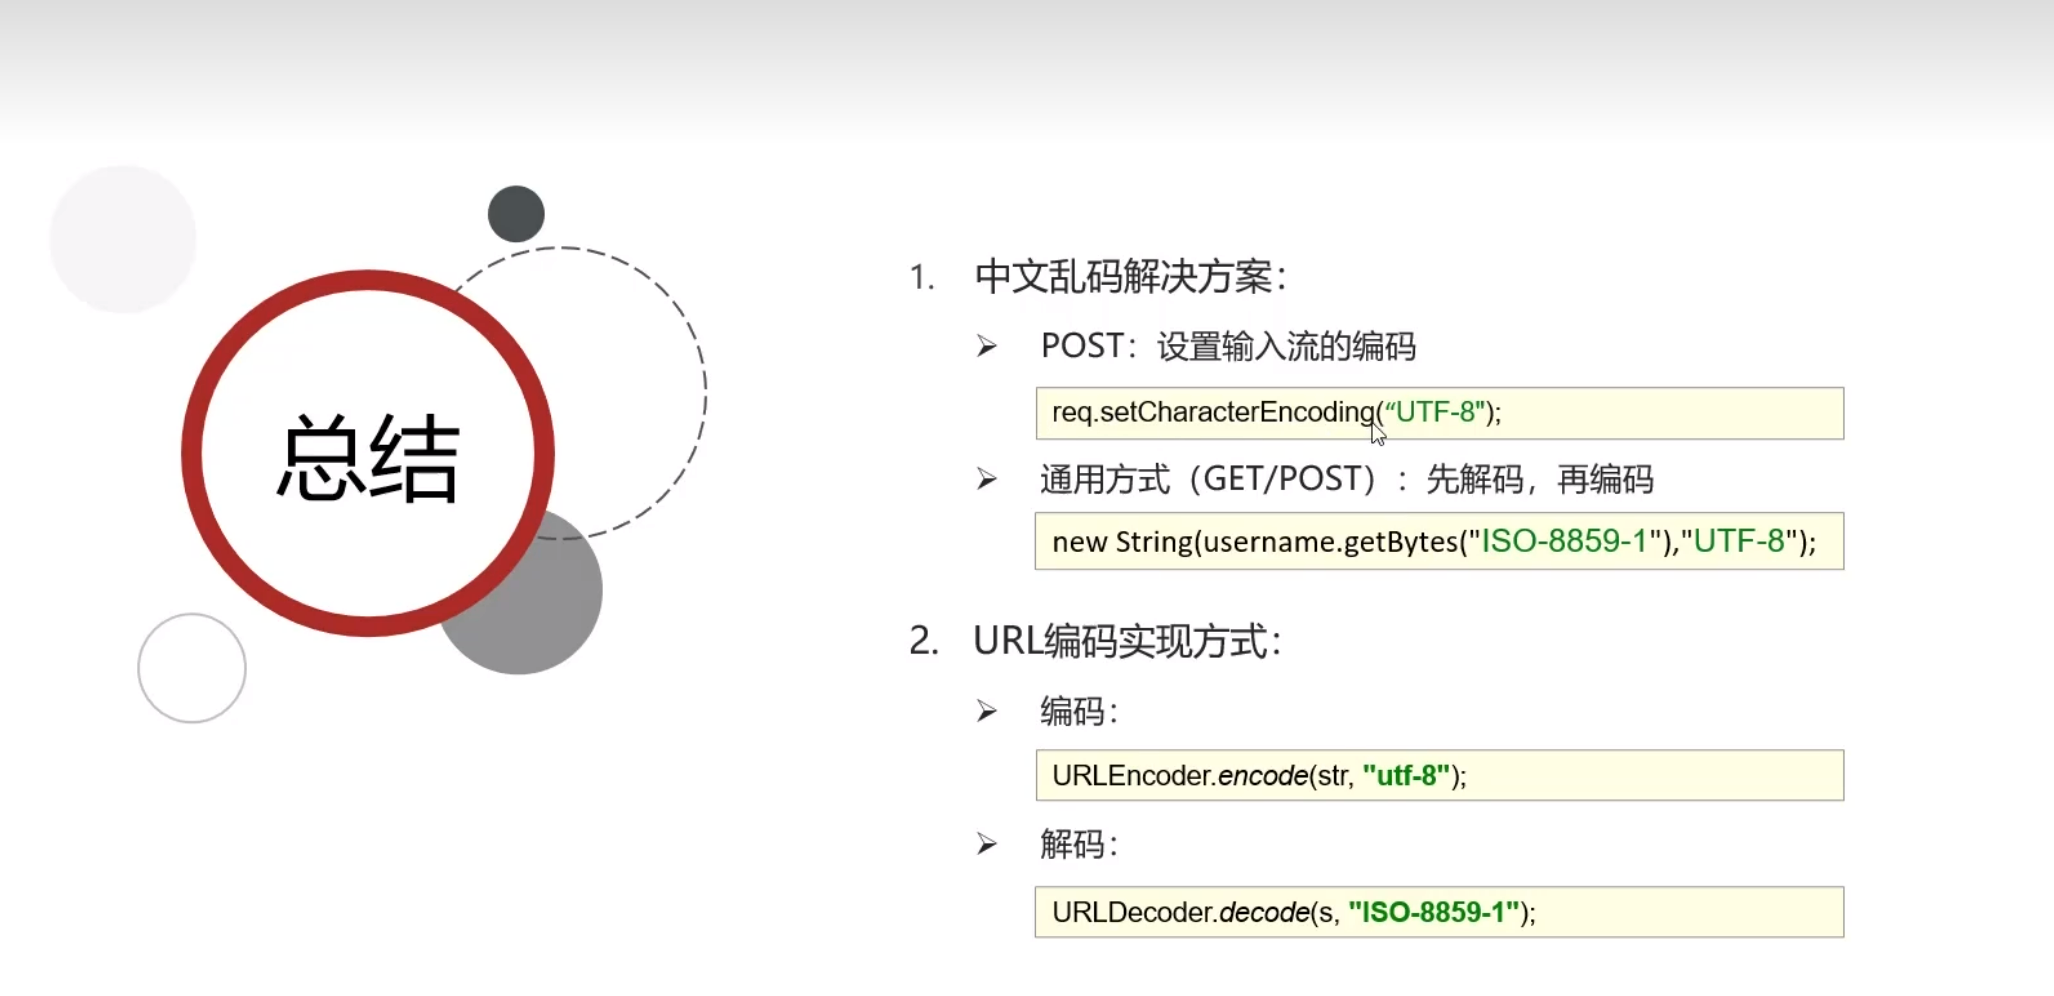 总结
1. 中文乱码解决方案：
➢ POST：设置输入流的编码
req.setCharacterEncoding(“UTF-8");
➢ 通用方式（GET/POST）：先解码，再编码
new String(username.getBytes("ISO-8859-1"),"UTF-8");
2. URL编码实现方式：
➢ 编码：
URLEncoder.encode(str, "utf-8");
➢ 解码：
URLDecoder.decode(s, "ISO-8859-1");